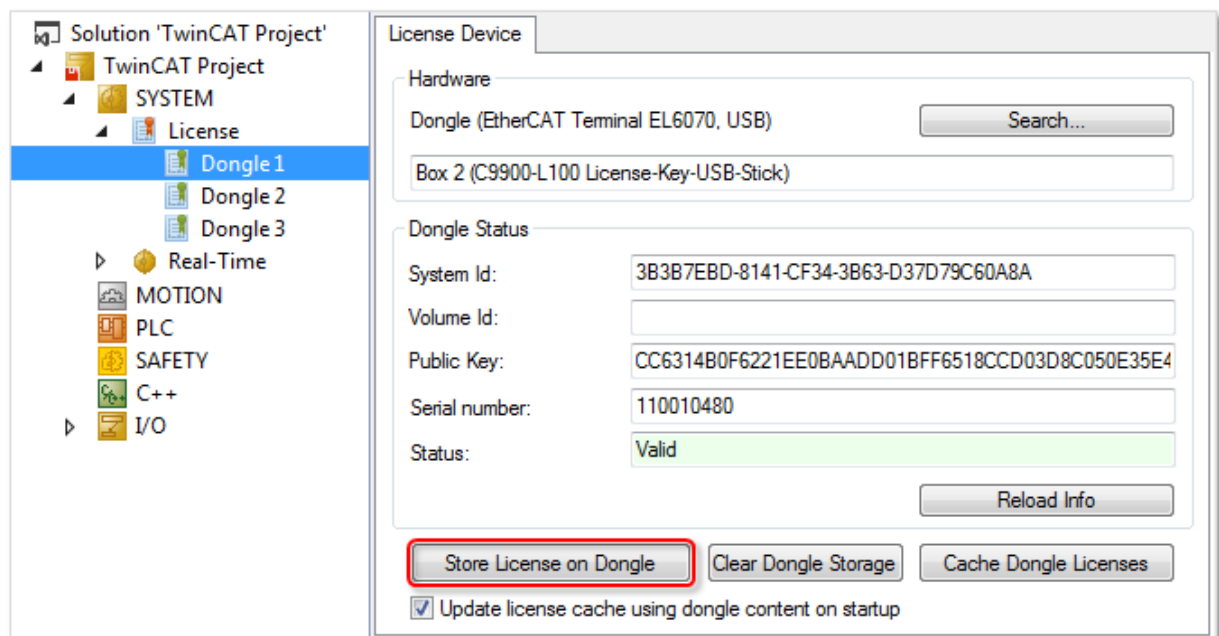 Solution 'TwinCAT Project'
TwinCAT Project
SYSTEM
License
Dongle 1
Dongle 2
Dongle 3
Real-Time
MOTION
PLC
SAFETY
C++
I/O
License Device
Hardware
Dongle (EtherCAT Terminal EL6070, USB)
Search...
Box 2 (C9900-L100 License-Key-USB-Stick)
Dongle Status
System Id:
3B3B7EBD-8141-CF34-3B63-D37D79C60A8A
Volume Id:
Public Key:
CC6314B0F6221EE0BAADD01BFF6518CCD03D8C050E35E4
Serial number:
110010480
Status:
Valid
Reload Info
Store License on Dongle
Clear Dongle Storage
Cache Dongle Licenses
Update license cache using dongle content on startup